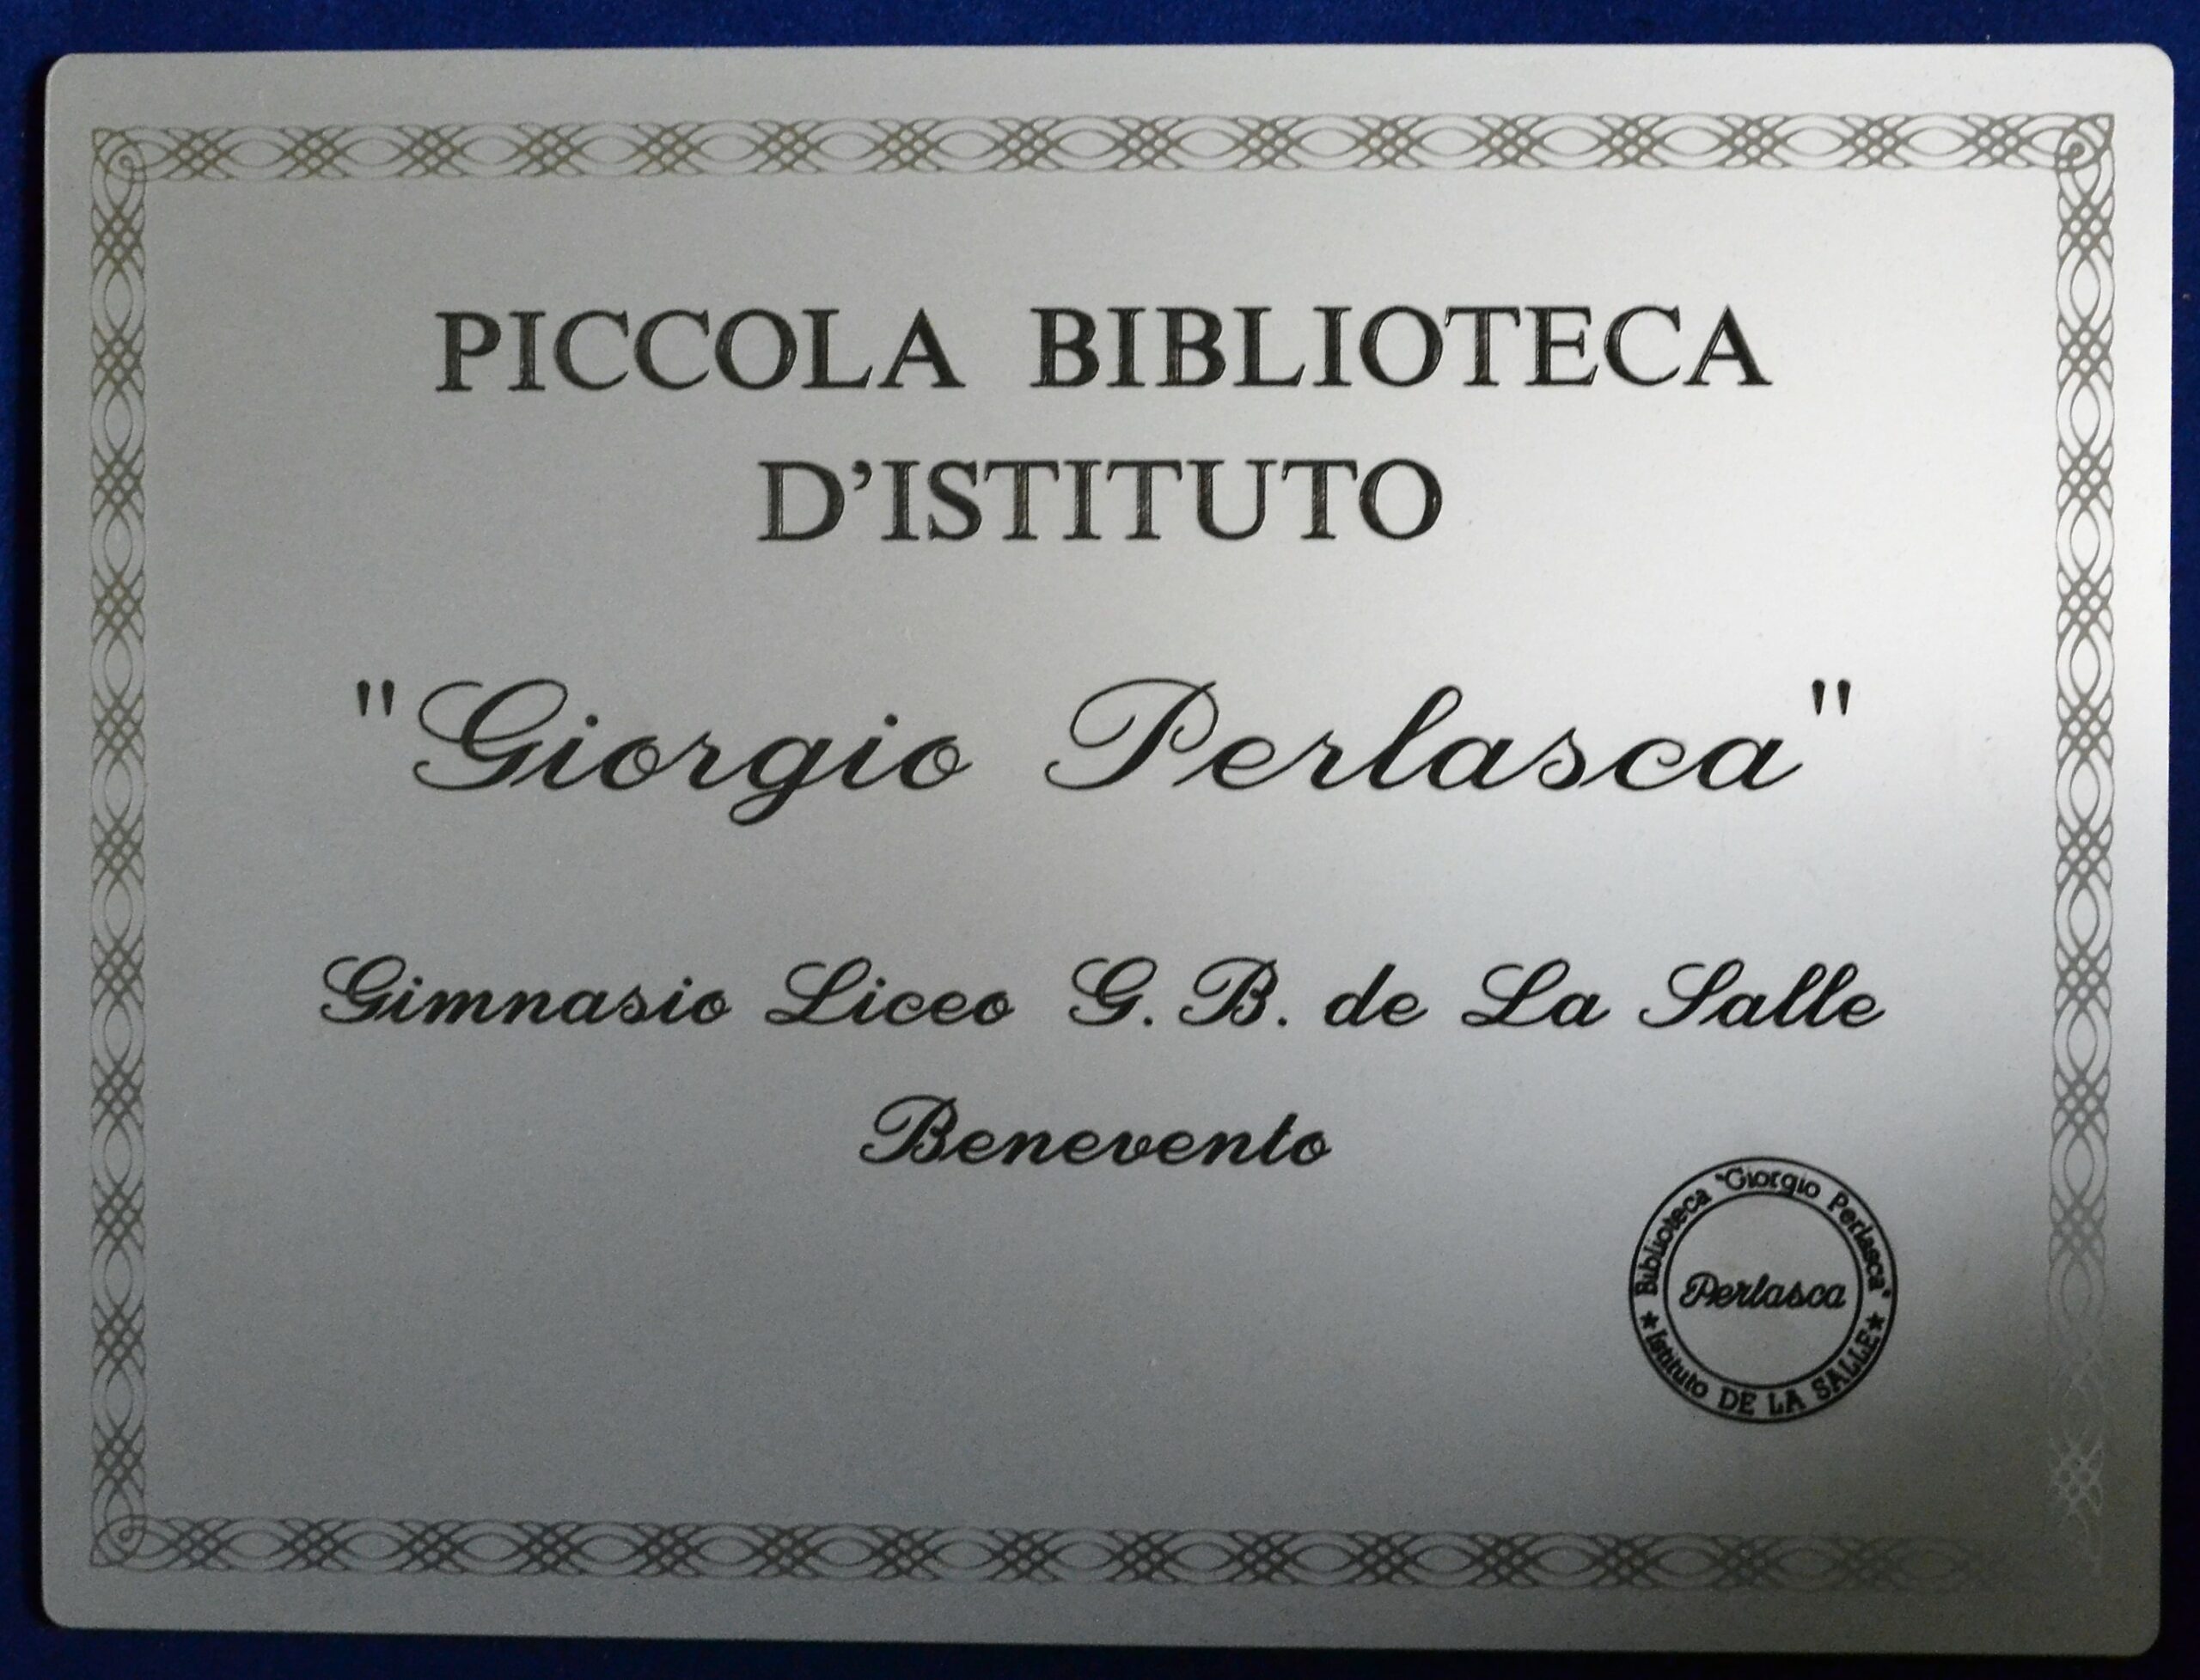 PICCOLA BIBLIOTECA
D'ISTITUTO
"Giorgio Perlasca"
Gimnasio Liceo G.B. de La Salle
Benevento
Biblioteca "Giorgio Perlasca"
Perlasca
★ Istituto DE LA SALLE ★